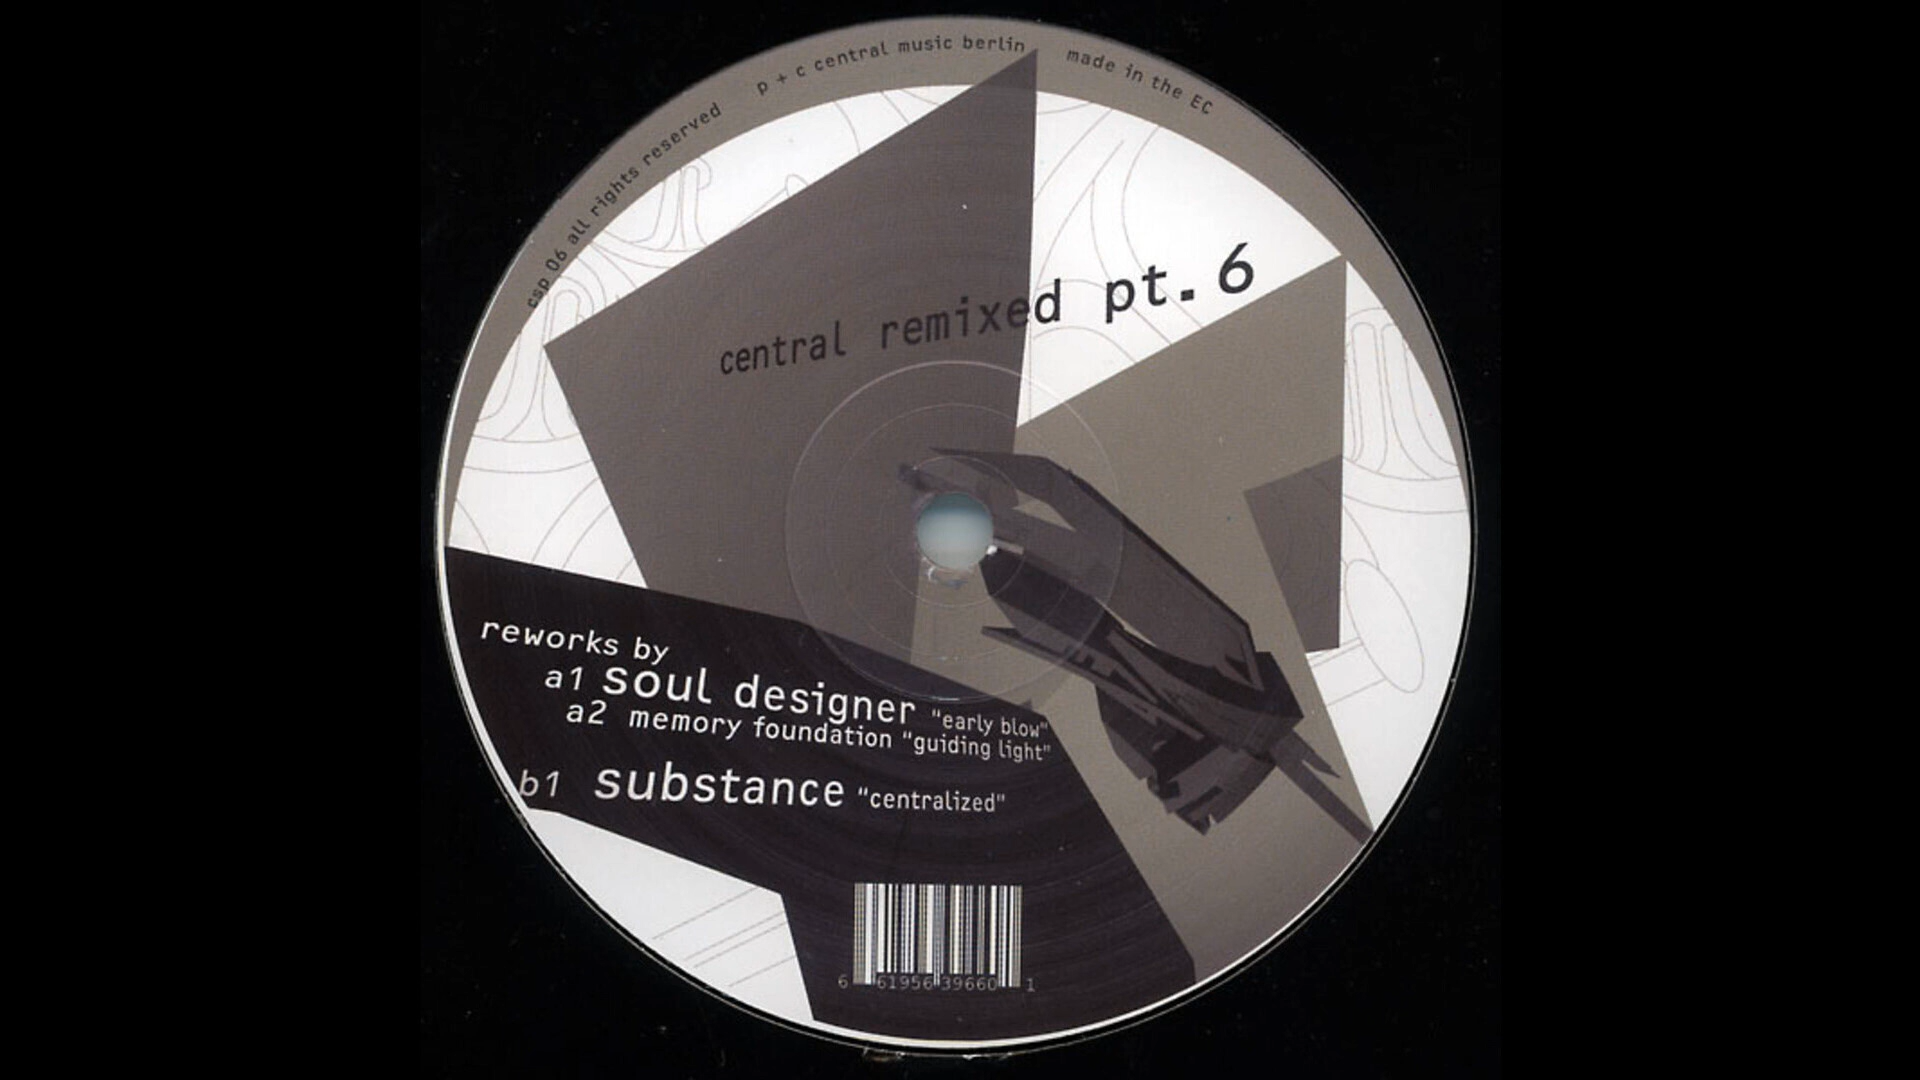 csp 06 all rights reserved p + c central music berlin made in the EC
central remixed pt.6
reworks by
a1 soul designer "early blow"
a2 memory foundation "guiding light"
b1 substance "centralized"
6 61956 39660 1